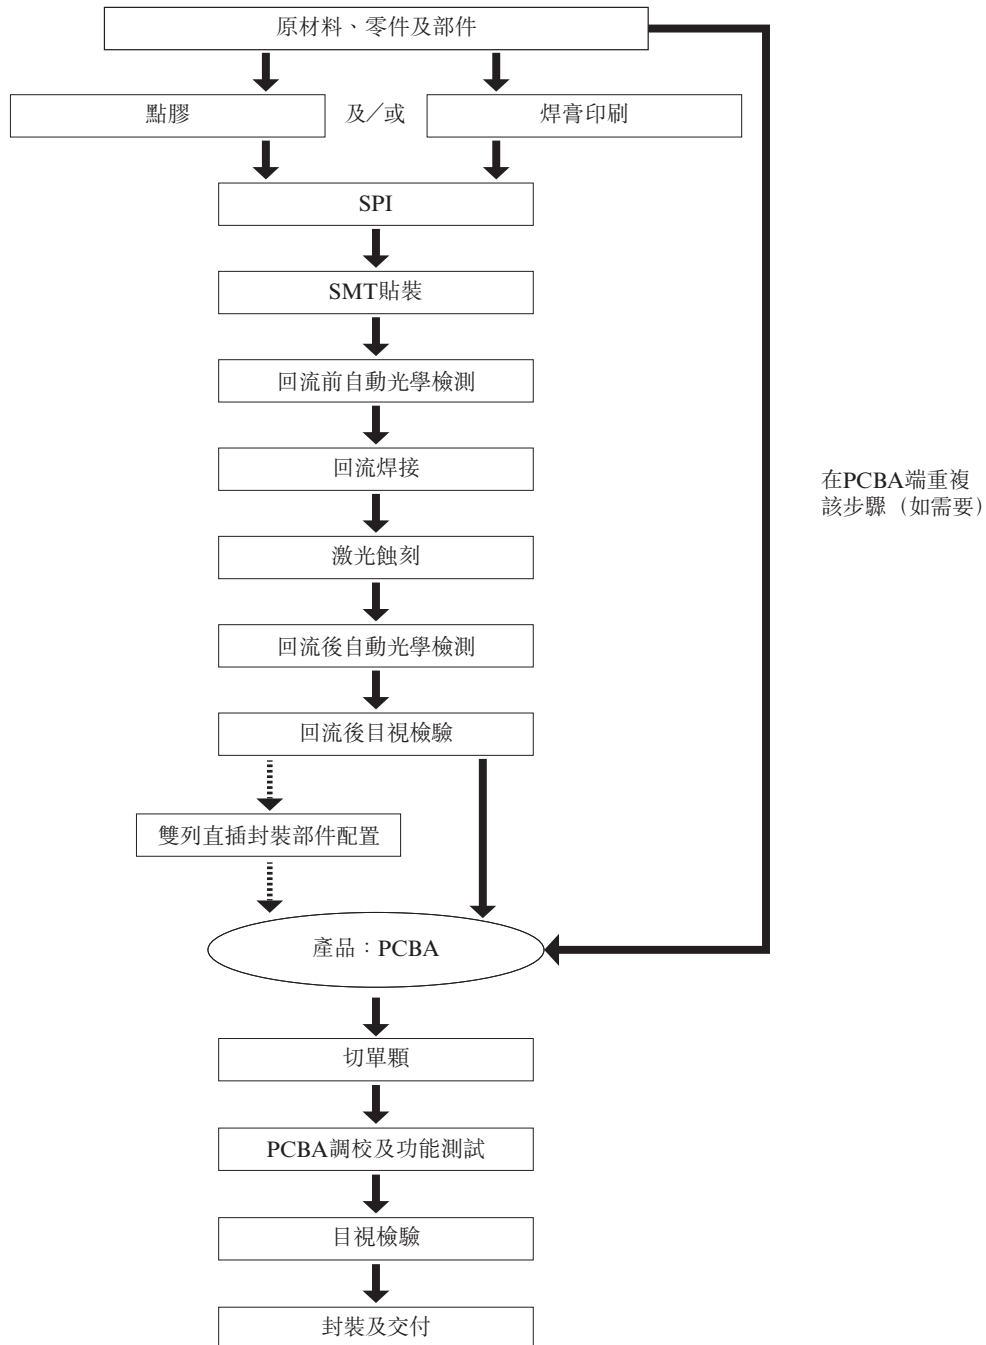 原材料、零件及部件
點膠
及／或
焊膏印刷
SPI
SMT貼裝
回流前自動光學檢測
回流焊接
在PCBA端重複
該步驟（如需要）
激光蝕刻
回流後自動光學檢測
回流後目視檢驗
雙列直插封裝部件配置
產品：PCBA
切單顆
PCBA調校及功能測試
目視檢驗
封裝及交付